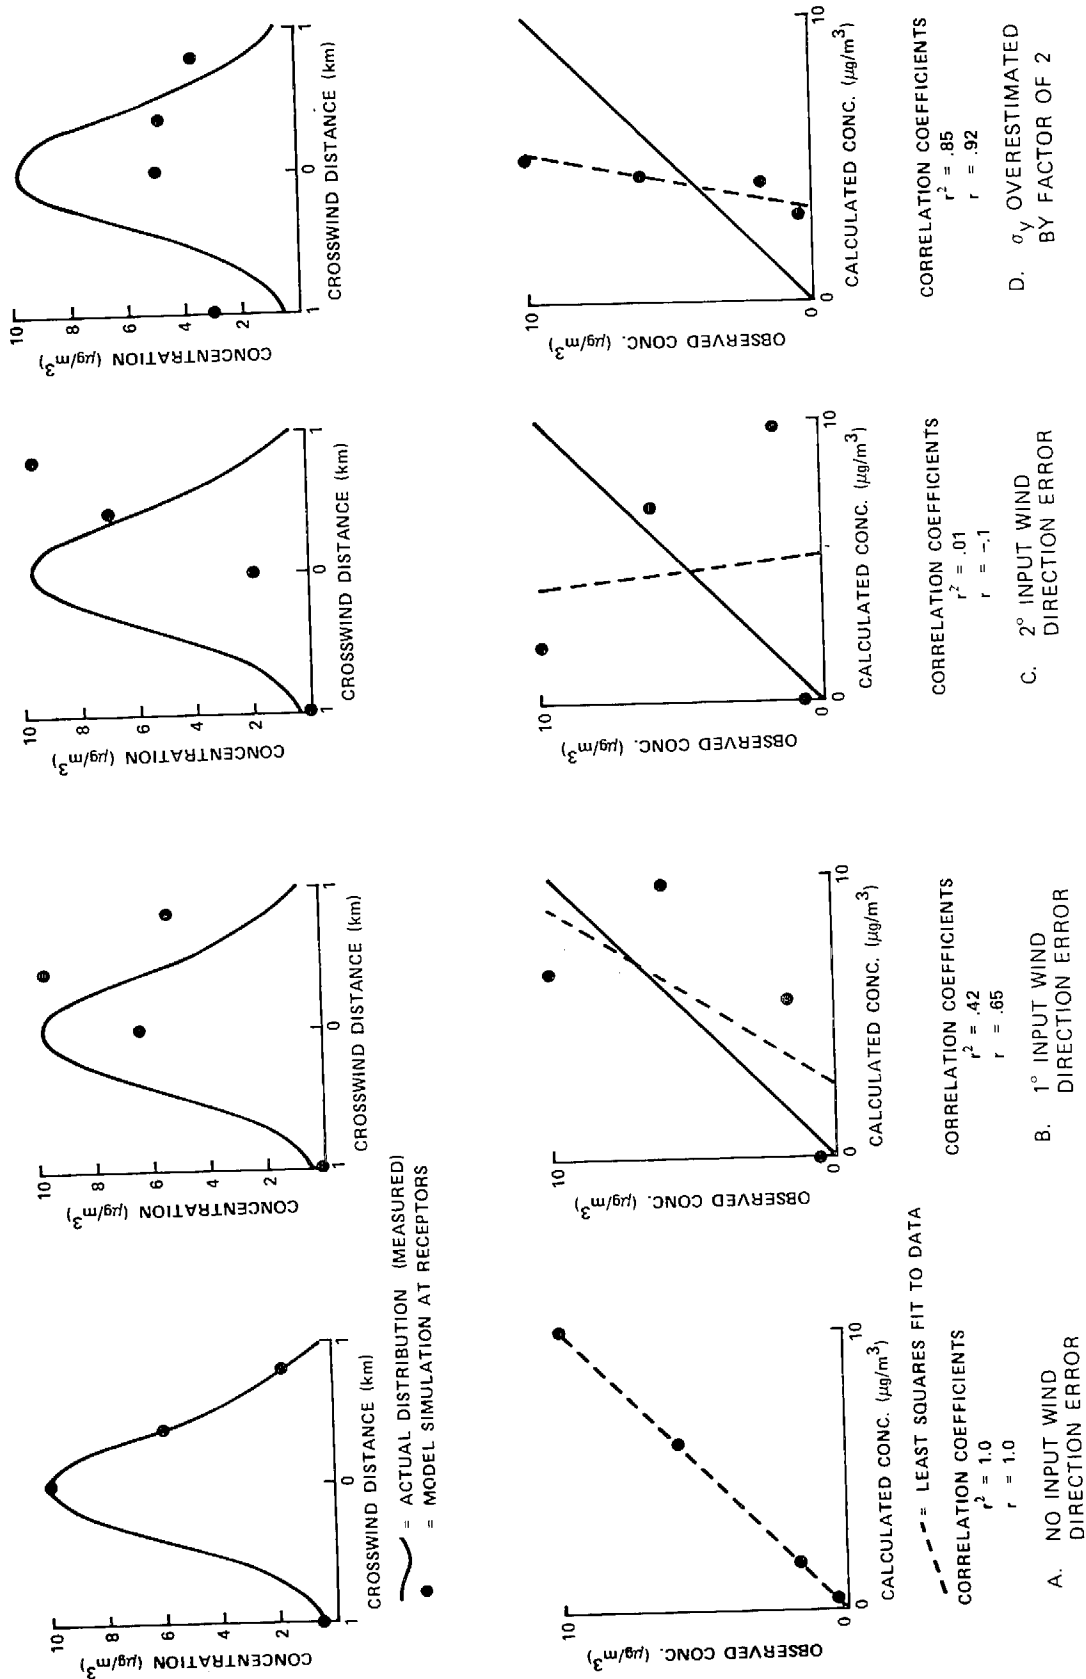 10
8
6
4
2
CONCENTRATION (μg/m³)
1
0
1
CROSSWIND DISTANCE (km)
10
8
6
4
2
CONCENTRATION (μg/m³)
1
0
1
CROSSWIND DISTANCE (km)
10
8
6
4
2
CONCENTRATION (μg/m³)
1
0
1
CROSSWIND DISTANCE (km)
10
8
6
4
2
CONCENTRATION (μg/m³)
1
0
1
CROSSWIND DISTANCE (km)
= ACTUAL DISTRIBUTION (MEASURED)
= MODEL SIMULATION AT RECEPTORS
10
OBSERVED CONC. (μg/m³)
0
0
10
CALCULATED CONC. (μg/m³)
= LEAST SQUARES FIT TO DATA
CORRELATION COEFFICIENTS
r² = 1.0
r = 1.0
A. NO INPUT WIND
DIRECTION ERROR
10
OBSERVED CONC. (μg/m³)
0
0
10
CALCULATED CONC. (μg/m³)
CORRELATION COEFFICIENTS
r² = .42
r = .65
B. 1° INPUT WIND
DIRECTION ERROR
10
OBSERVED CONC. (μg/m³)
0
0
10
CALCULATED CONC. (μg/m³)
CORRELATION COEFFICIENTS
r² = .01
r = -.1
C. 2° INPUT WIND
DIRECTION ERROR
10
OBSERVED CONC. (μg/m³)
0
0
10
CALCULATED CONC. (μg/m³)
CORRELATION COEFFICIENTS
r² = .85
r = .92
D. σy OVERESTIMATED
BY FACTOR OF 2